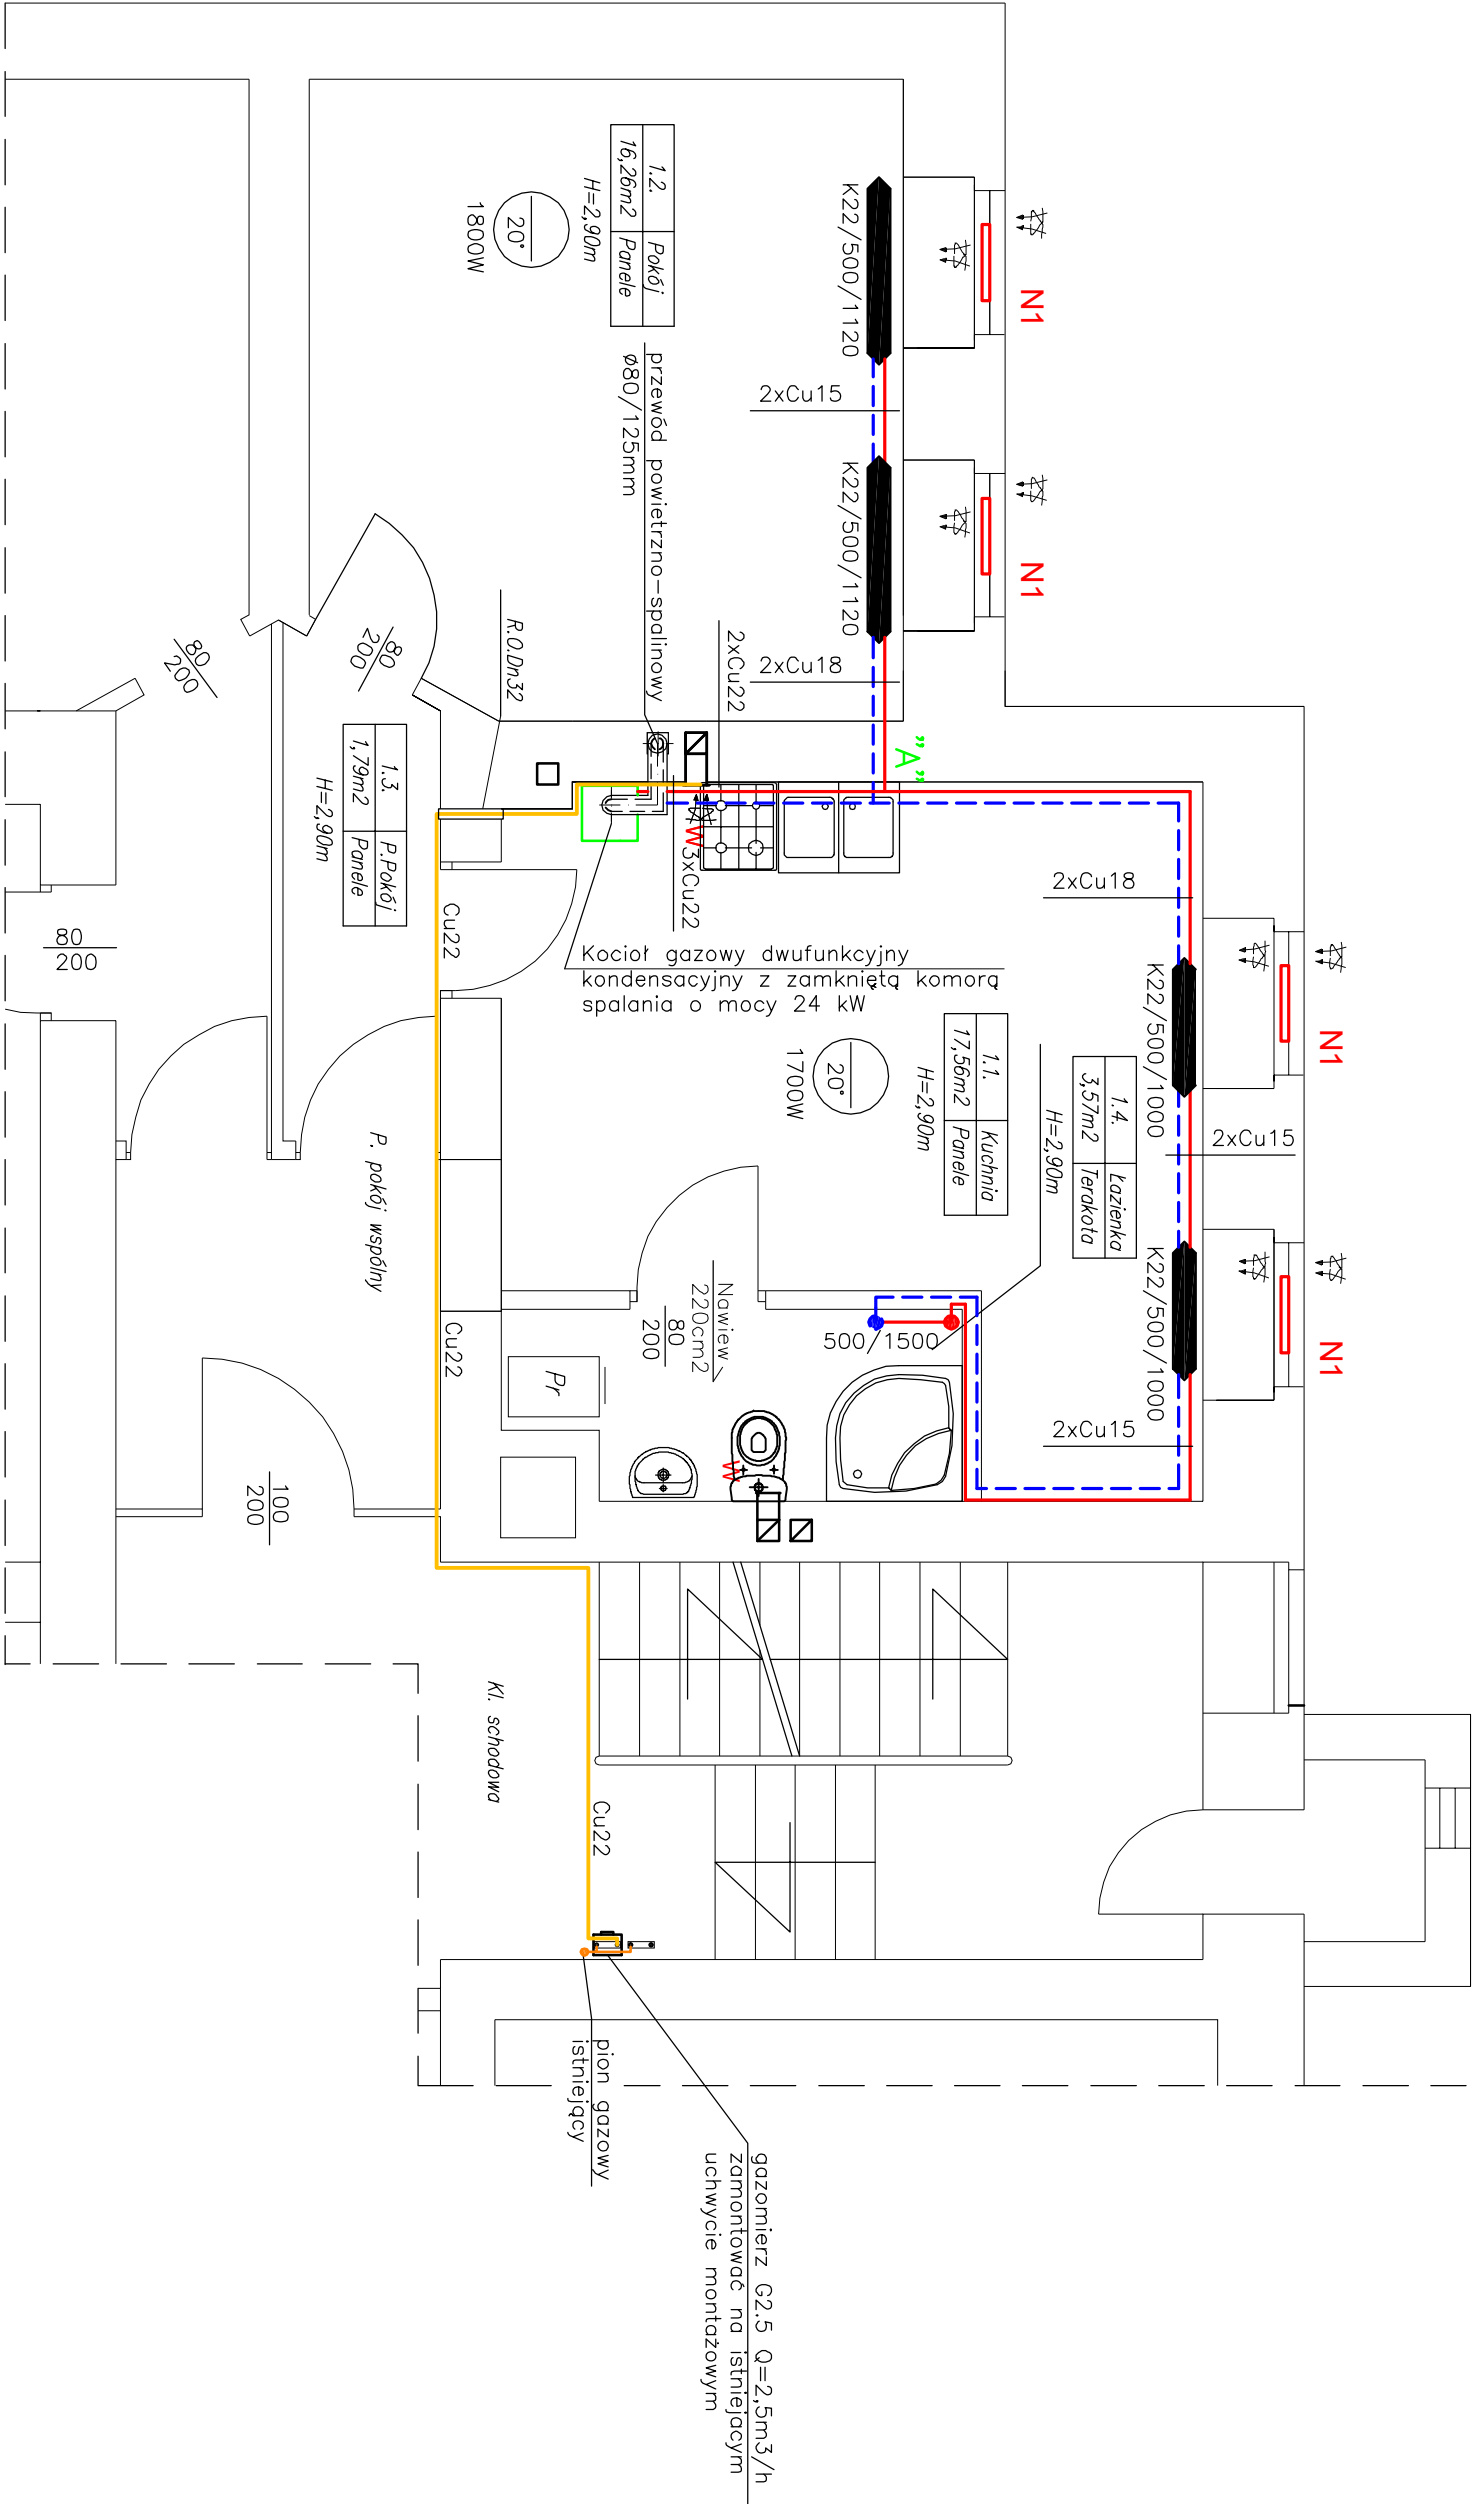 1.2.
Pokój
16,26m2
Panele
H=2,90m
20°
1800W
K22/500/1120
N1
2xCu15
K22/500/1120
N1
2xCu18
przewód powietrzno-spalinowy
ø80/125mm
2xCu22
R.O.Dn32
"A"
80
200
80
200
1.3.
P.Pokój
1,79m2
Panele
H=2,90m
80
200
Cu22
W
3xCu22
Kocioł gazowy dwufunkcyjny
kondensacyjny z zamkniętą komorą
spalania o mocy 24 kW
20°
1700W
1.1.
Kuchnia
17,56m2
Panele
H=2,90m
2xCu18
K22/500/1000
N1
1.4.
Łazienka
3,57m2
Terakota
H=2,90m
2xCu15
K22/500/1000
N1
2xCu15
P. pokój wspólny
Nawiew
220cm2
80
200
500/1500
Cu22
Pr
W
100
200
Kl. schodowa
Cu22
pion gazowy
istniejący
gazomierz G2.5 Q=2,5m3/h
zamontować na istniejącym
uchwycie montażowym